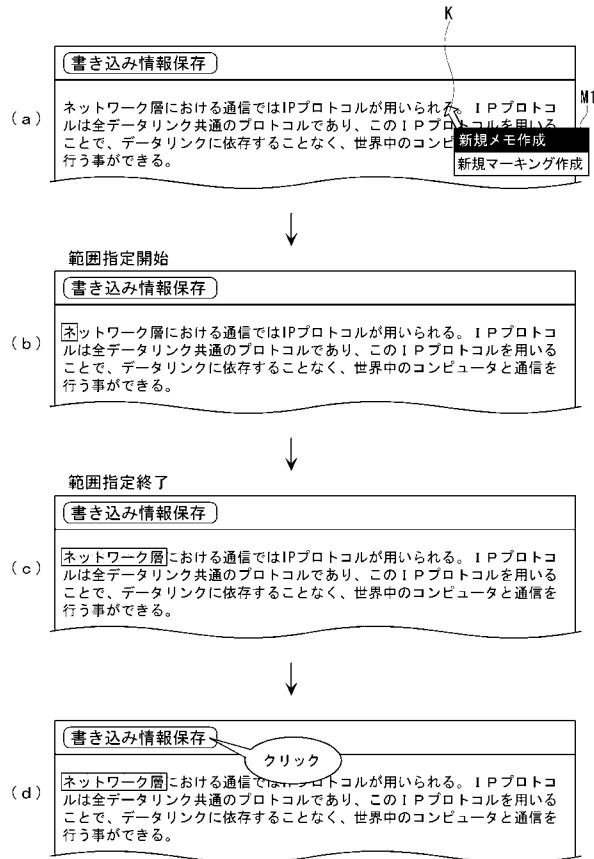 K
書き込み情報保存
M1
(a)
ネットワーク層における通信ではIPプロトコルが用いられる。ＩＰプロトコ
ルは全データリンク共通のプロトコルであり、このＩＰプロトコルを用いる
ことで、データリンクに依存することなく、世界中のコンピ
行う事ができる。
新規メモ作成
新規マーキング作成
範囲指定開始
書き込み情報保存
(b)
ネットワーク層における通信ではIPプロトコルが用いられる。ＩＰプロトコ
ルは全データリンク共通のプロトコルであり、このＩＰプロトコルを用いる
ことで、データリンクに依存することなく、世界中のコンピュータと通信を
行う事ができる。
範囲指定終了
書き込み情報保存
(c)
ネットワーク層における通信ではIPプロトコルが用いられる。ＩＰプロトコ
ルは全データリンク共通のプロトコルであり、このＩＰプロトコルを用いる
ことで、データリンクに依存することなく、世界中のコンピュータと通信を
行う事ができる。
書き込み情報保存
クリック
(d)
ネットワーク層における通信ではIPプロトコルが用いられる。ＩＰプロトコ
ルは全データリンク共通のプロトコルであり、このＩＰプロトコルを用いる
ことで、データリンクに依存することなく、世界中のコンピュータと通信を
行う事ができる。